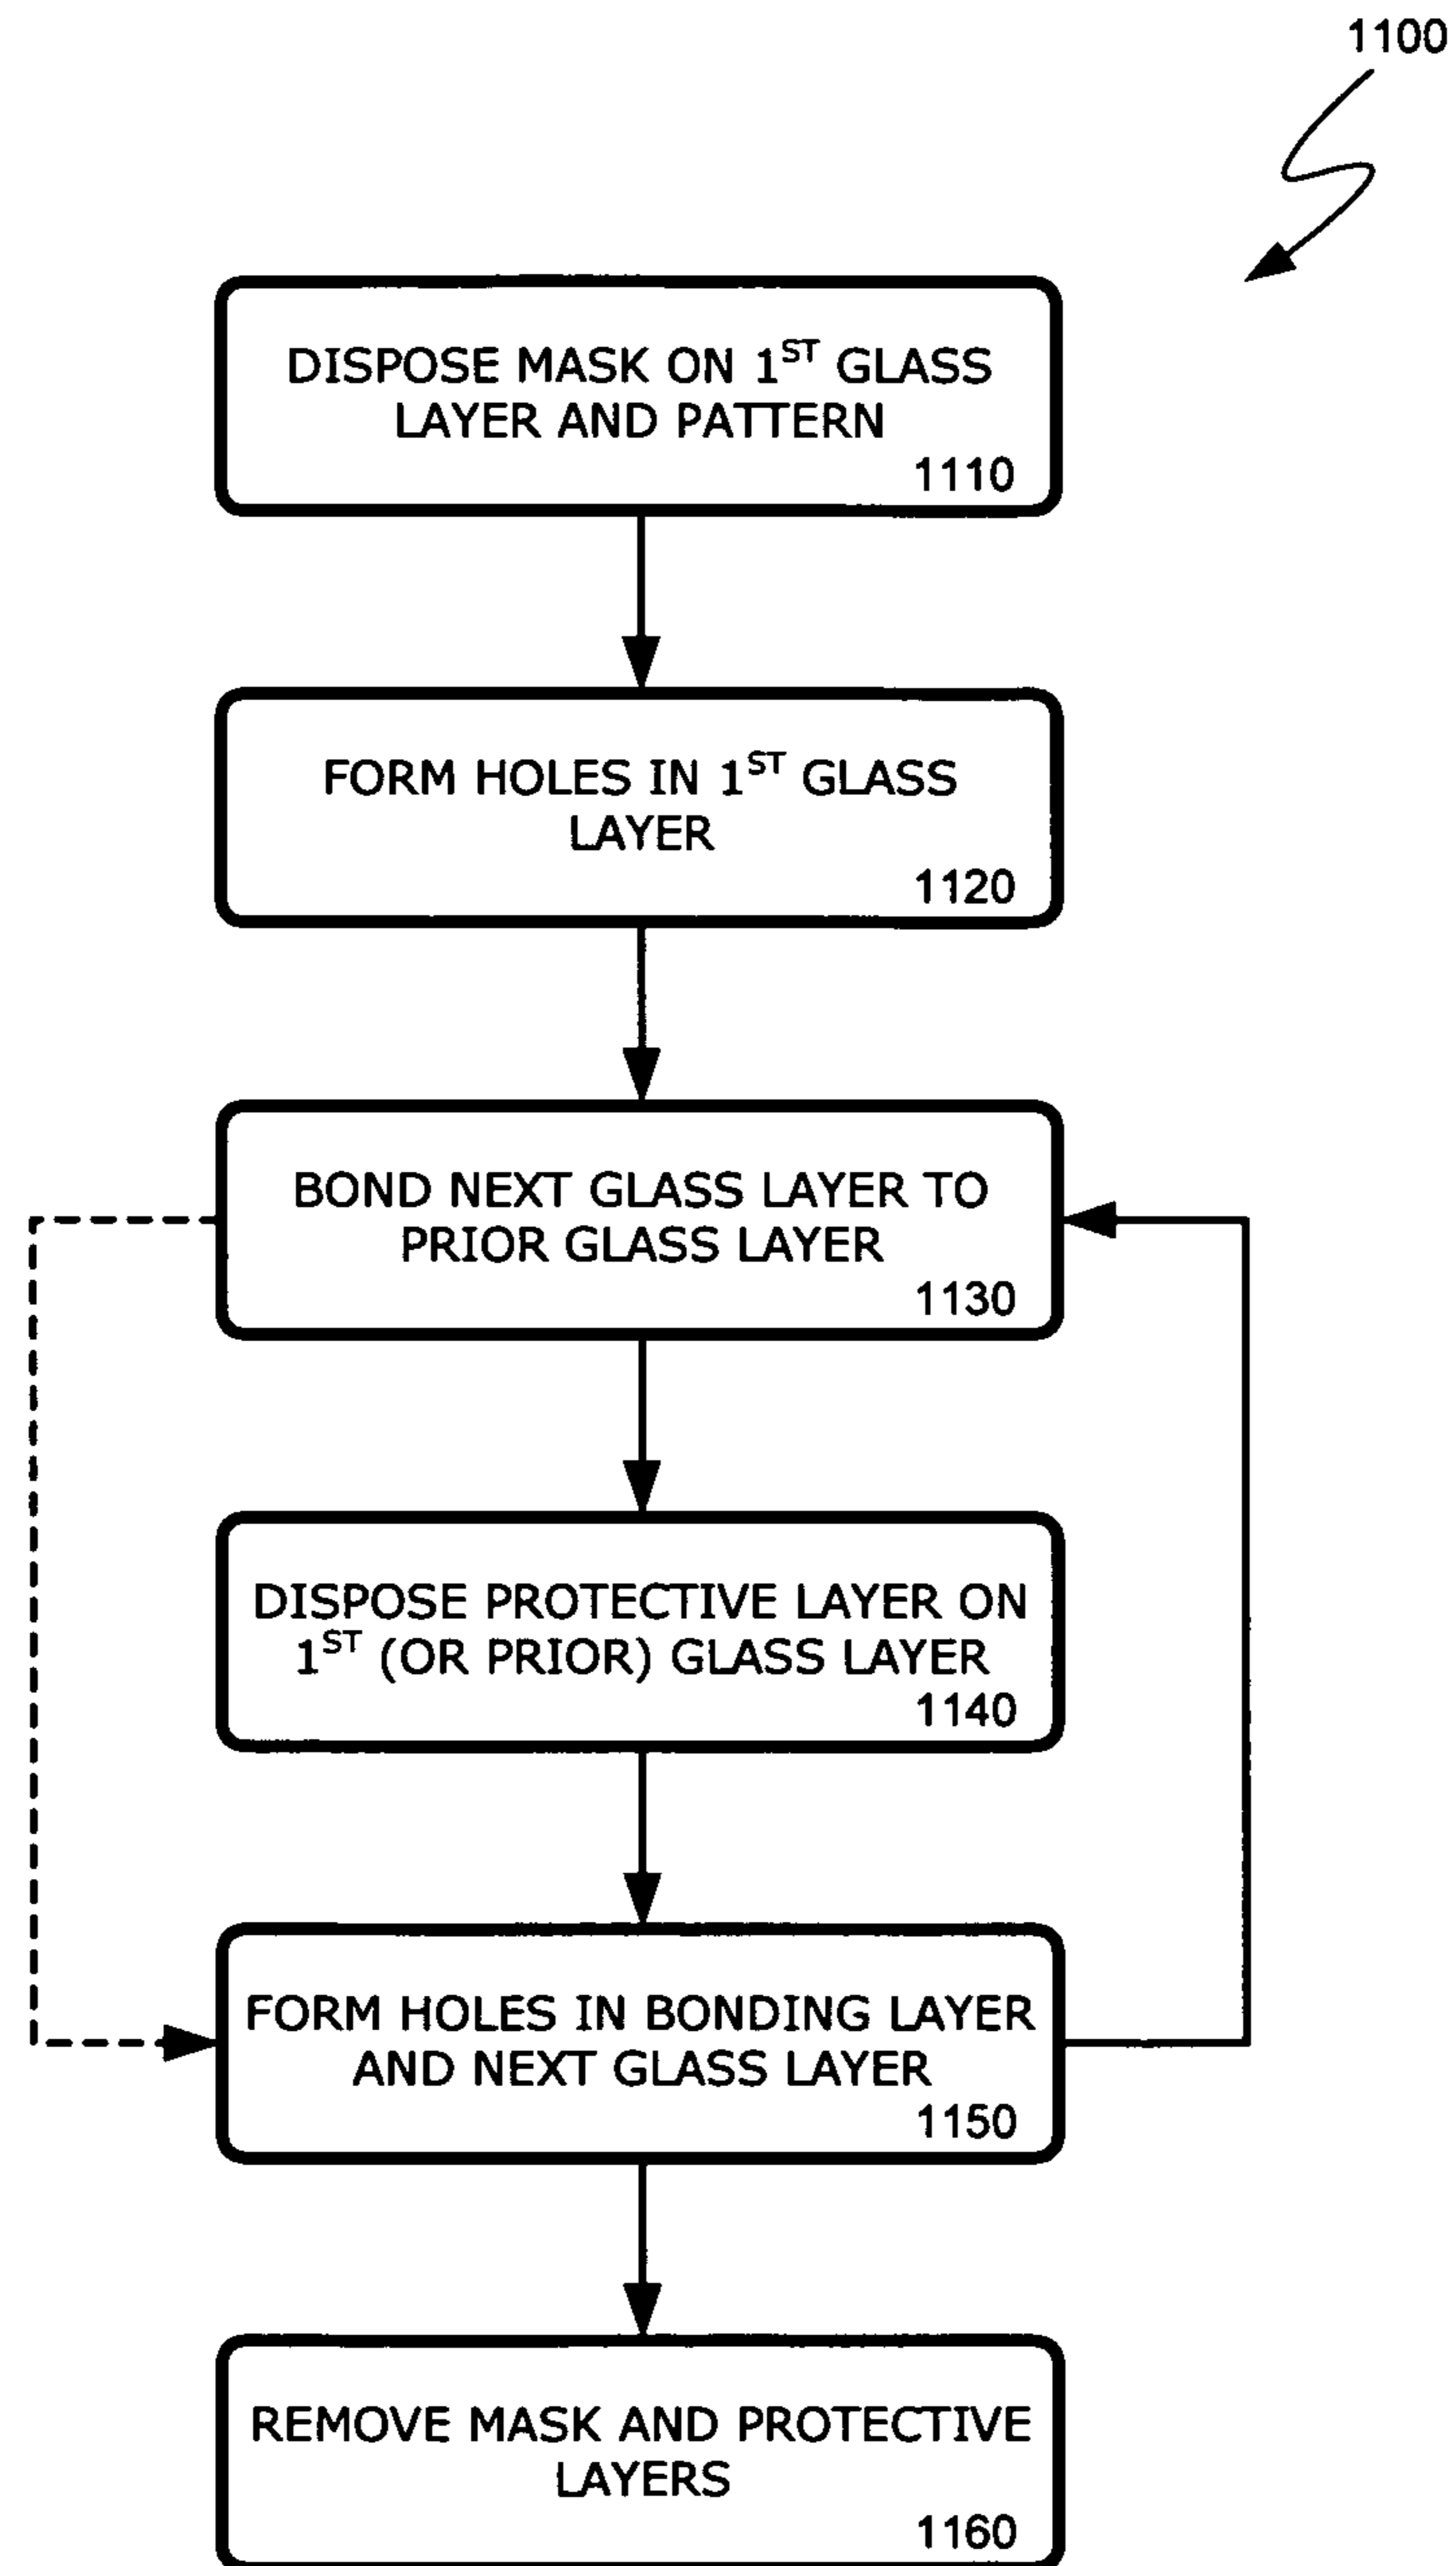 1100
DISPOSE MASK ON 1ST GLASS
LAYER AND PATTERN
1110
FORM HOLES IN 1ST GLASS
LAYER
1120
BOND NEXT GLASS LAYER TO
PRIOR GLASS LAYER
1130
DISPOSE PROTECTIVE LAYER ON
1ST (OR PRIOR) GLASS LAYER
1140
FORM HOLES IN BONDING LAYER
AND NEXT GLASS LAYER
1150
REMOVE MASK AND PROTECTIVE
LAYERS
1160